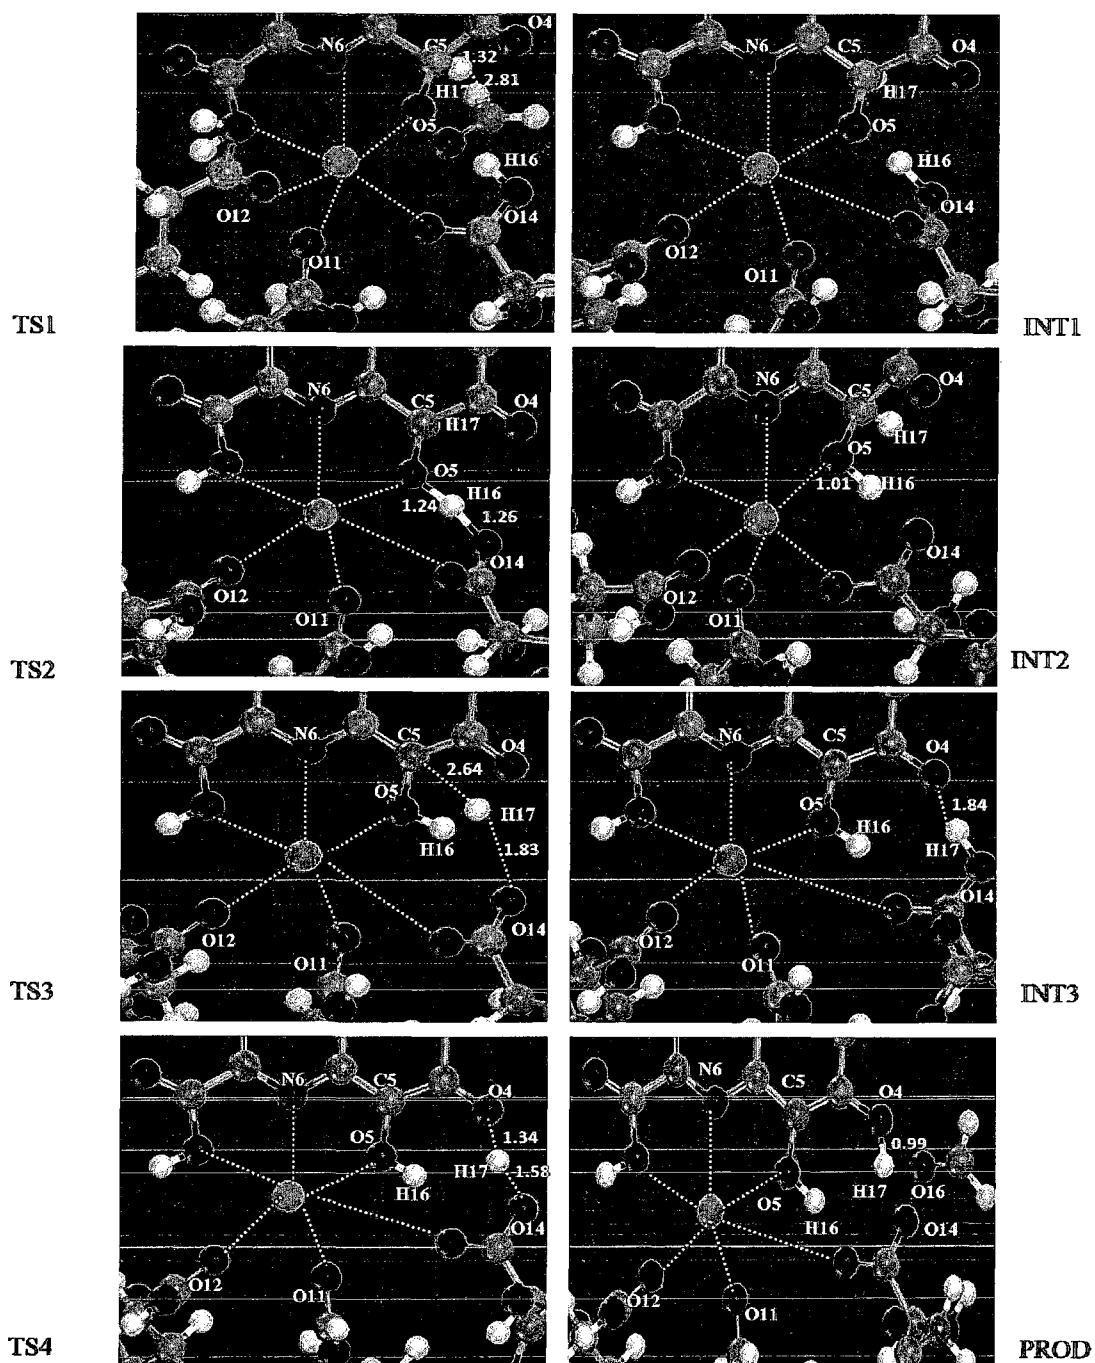 N6
C5
O4
1.32
2.81
H17
O5
H16
O12
O14
O11
TS1
N6
C5
O4
H17
O5
H16
O14
O12
O11
INT1
N6
C5
O4
H17
O5
H16
1.24
1.26
O14
O12
O11
TS2
N6
C5
O4
H17
O5
1.01
H16
O14
O12
O11
INT2
N6
C5
O4
2.64
O5
H17
H16
1.83
O12
O14
O11
TS3
N6
C5
O4
O5
1.84
H16
H17
O14
O12
O11
INT3
N6
C5
O4
O5
1.34
H17
1.58
H16
O14
O12
O11
TS4
N6
C5
O4
0.99
O16
H17
O5
H16
O14
O12
O11
PROD